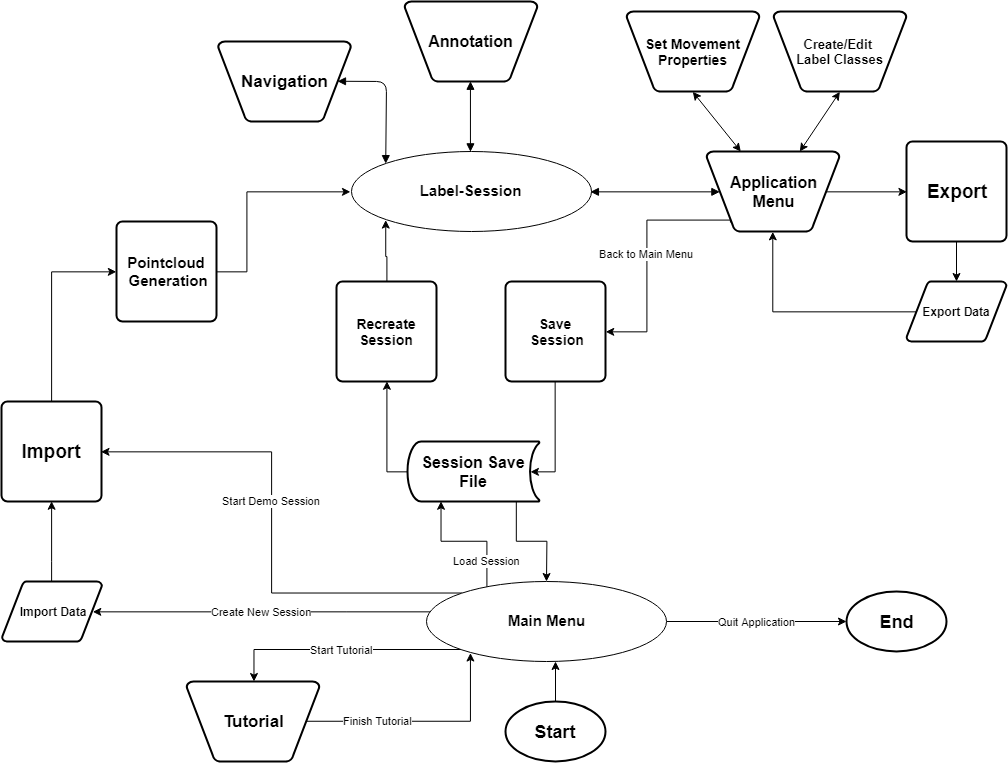 Annotation
Set Movement
Properties
Create/Edit
Label Classes
Navigation
Label-Session
Application
Menu
Export
Pointcloud
Generation
Back to Main Menu
Export Data
Recreate
Session
Save
Session
Import
Session Save
File
Start Demo Session
Load Session
Import Data
Create New Session
Main Menu
Quit Application
End
Start Tutorial
Tutorial
Finish Tutorial
Start